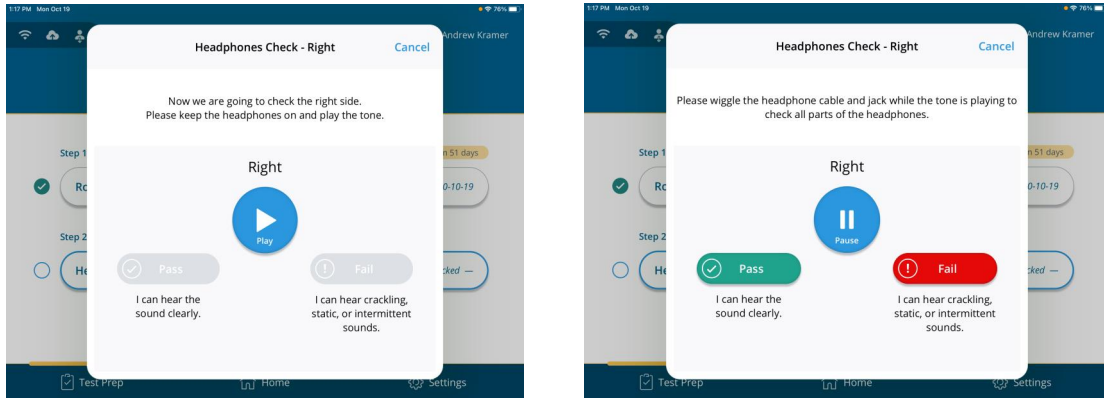 1:17 PM Mon Oct 19
76%
Headphones Check - Right
Cancel
Andrew Kramer
Now we are going to check the right side.
Please keep the headphones on and play the tone.
Step 1
51 days
Right
0-10-19
Play
Step 2
Pass
Fail
I can hear the
sound clearly.
I can hear crackling,
static, or intermittent
sounds.
Test Prep
Home
Settings
1:17 PM Mon Oct 19
76%
Headphones Check - Right
Cancel
Andrew Kramer
Please wiggle the headphone cable and jack while the tone is playing to
check all parts of the headphones.
Step 1
51 days
Right
0-10-19
Pause
Step 2
Pass
Fail
I can hear the
sound clearly.
I can hear crackling,
static, or intermittent
sounds.
Test Prep
Home
Settings